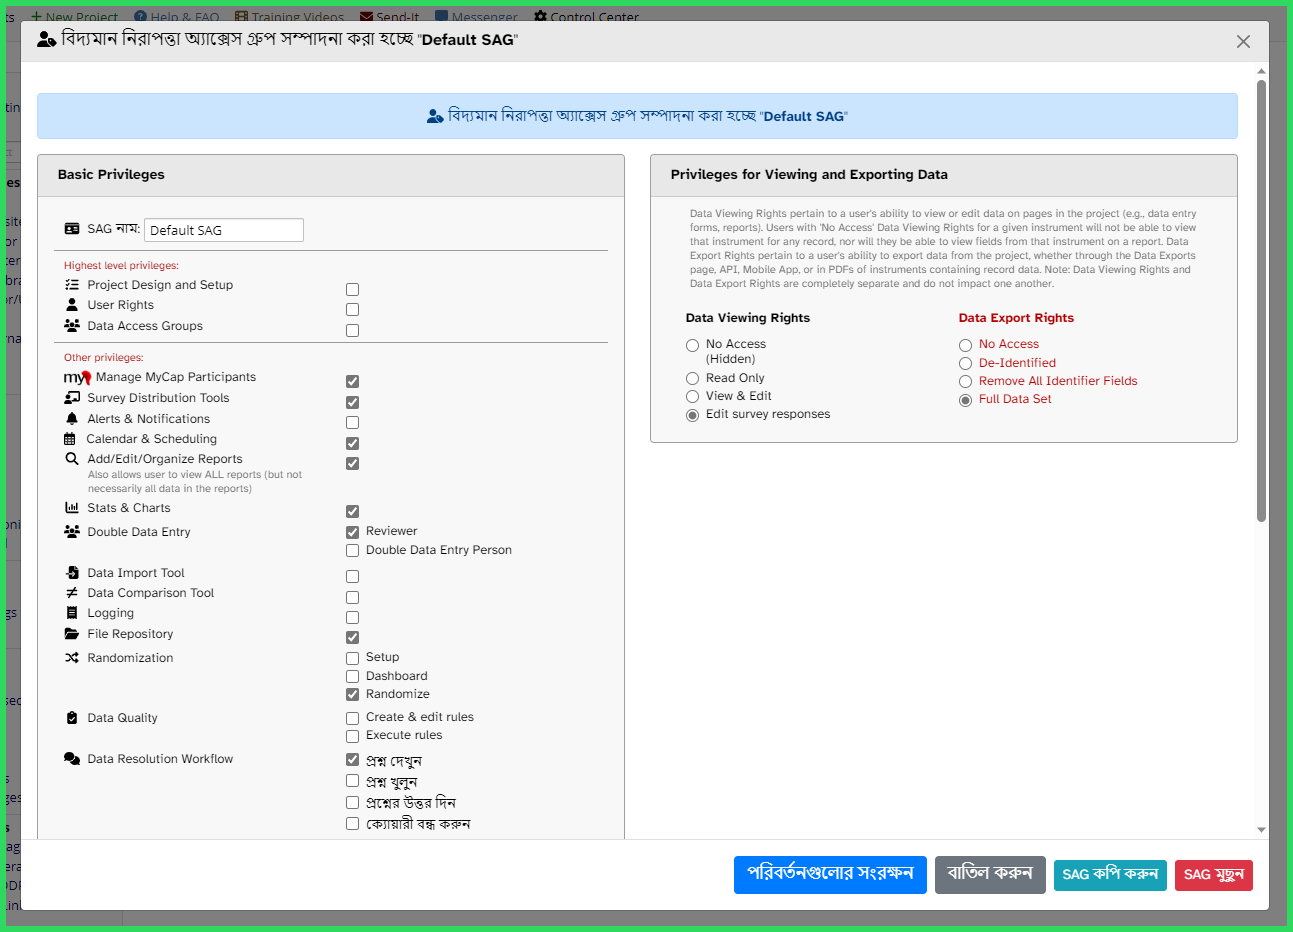 New Project Help & FAQ Training Videos Send-It Messenger Control Center
বিদ্যমান নিরাপত্তা অ্যাক্সেস গ্রুপ সম্পাদনা করা হচ্ছে "Default SAG"
বিদ্যমান নিরাপত্তা অ্যাক্সেস গ্রুপ সম্পাদনা করা হচ্ছে "Default SAG"
Basic Privileges
SAG নাম: Default SAG
Highest level privileges:
Project Design and Setup
User Rights
Data Access Groups
Other privileges:
my Manage MyCap Participants
Survey Distribution Tools
Alerts & Notifications
Calendar & Scheduling
Add/Edit/Organize Reports
Also allows user to view ALL reports (but not
necessarily all data in the reports)
Stats & Charts
Double Data Entry Reviewer
Double Data Entry Person
Data Import Tool
Data Comparison Tool
Logging
File Repository
Randomization Setup
Dashboard
Randomize
Data Quality Create & edit rules
Execute rules
Data Resolution Workflow প্রশ্ন দেখুন
প্রশ্ন খুলুন
প্রশ্নের উত্তর দিন
ক্যোয়ারী বন্ধ করুন
Privileges for Viewing and Exporting Data
Data Viewing Rights pertain to a user's ability to view or edit data on pages in the project (e.g., data entry
forms, reports). Users with 'No Access' Data Viewing Rights for a given instrument will not be able to view
that instrument for any record, nor will they be able to view fields from that instrument on a report. Data
Export Rights pertain to a user's ability to export data from the project, whether through the Data Exports
page, API, Mobile App, or in PDFs of instruments containing record data. Note: Data Viewing Rights and
Data Export Rights are completely separate and do not impact one another.
Data Viewing Rights
No Access
(Hidden)
Read Only
View & Edit
Edit survey responses
Data Export Rights
No Access
De-Identified
Remove All Identifier Fields
Full Data Set
পরিবর্তনগুলোর সংরক্ষন বাতিল করুন SAG কপি করুন SAG মুছুন